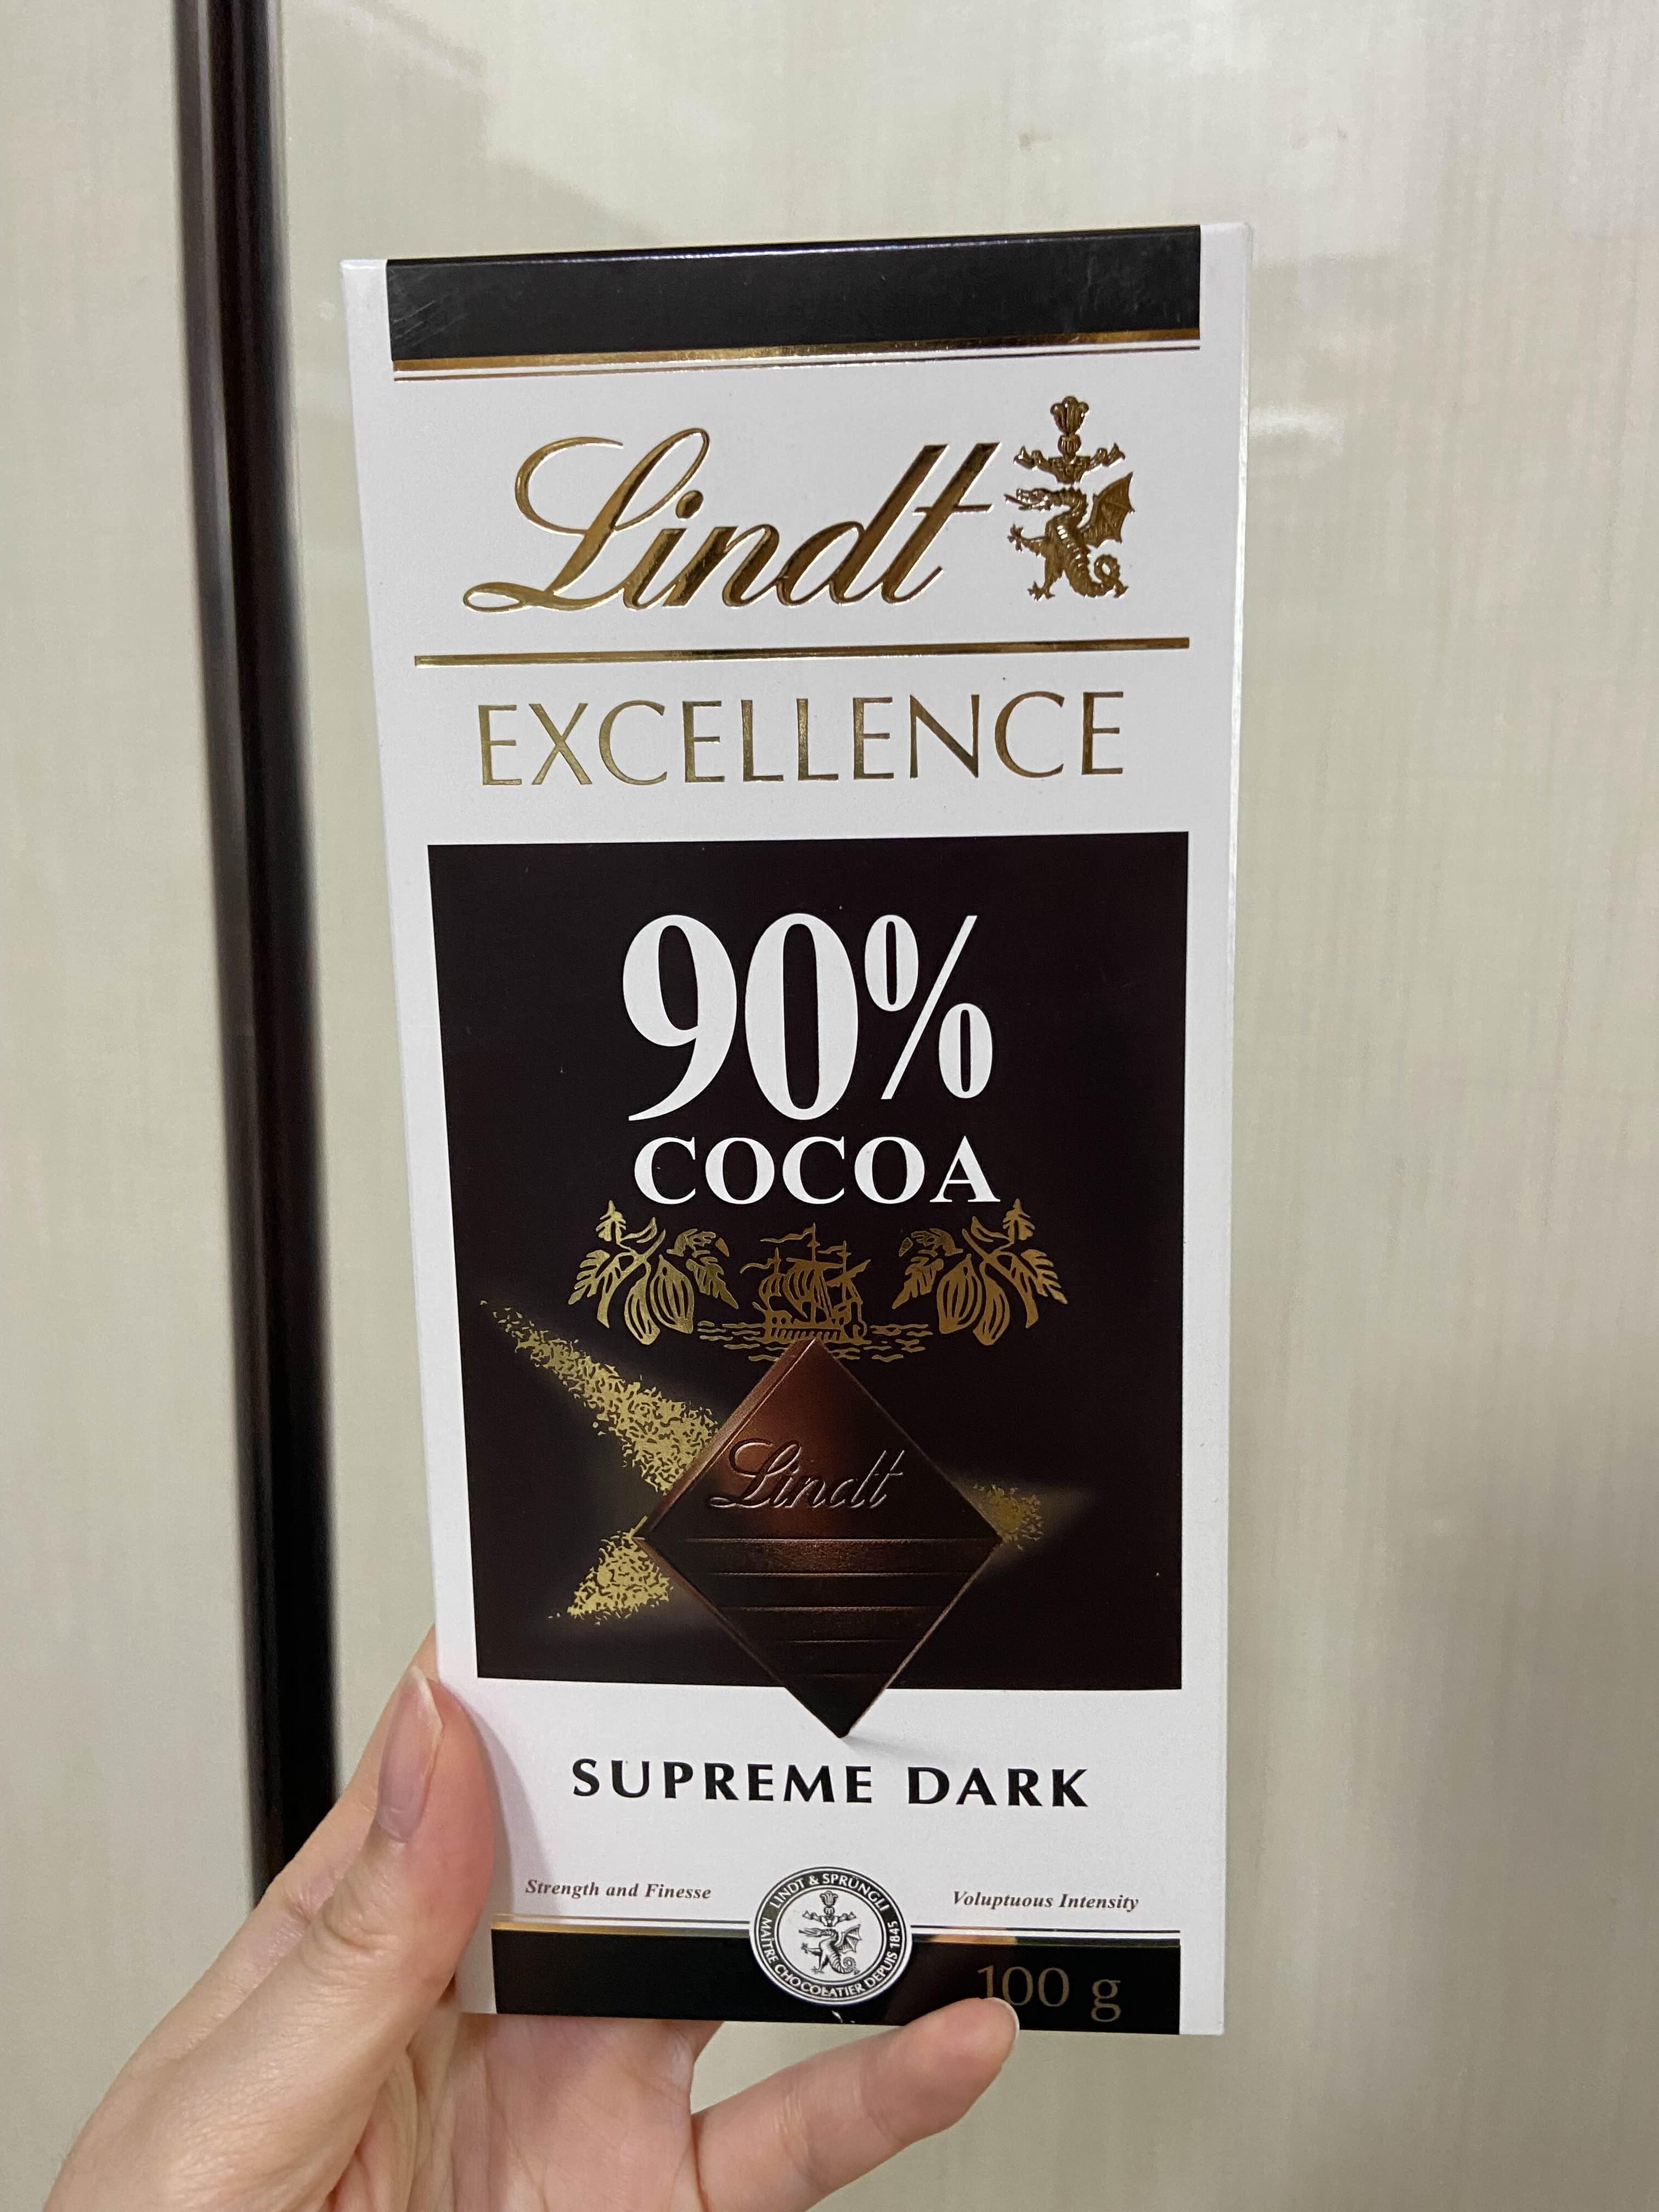 Lindt
EXCELLENCE
90%
COCOA
Lindt
SUPREME DARK
Strength and Finesse
Voluptuous Intensity
LINDT & SPRÜNGLI
MAÎTRE CHOCOLATIER DEPUIS 1845
100 g